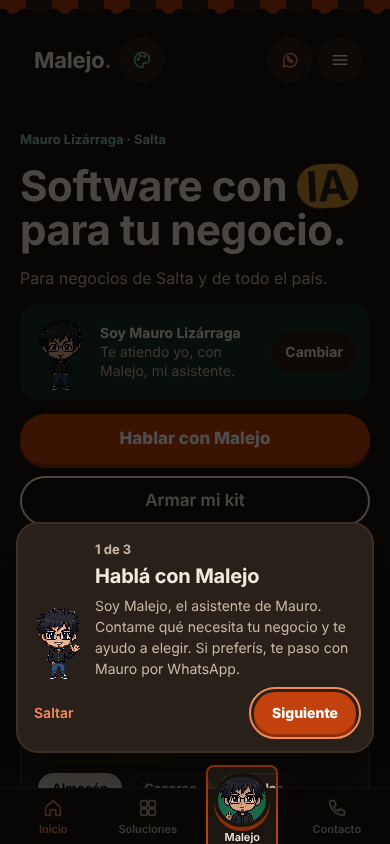 Malejo.
Mauro Lizárraga · Salta
Software con IA
para tu negocio.
Para negocios de Salta y de todo el país.
Soy Mauro Lizárraga
Te atiendo yo, con
Malejo, mi asistente.
Cambiar
Hablar con Malejo
Armar mi kit
1 de 3
Hablá con Malejo
Soy Malejo, el asistente de Mauro.
Contame qué necesita tu negocio y te
ayudo a elegir. Si preferís, te paso con
Mauro por WhatsApp.
Saltar
Siguiente
Almacén
Inicio
Soluciones
Malejo
Contacto